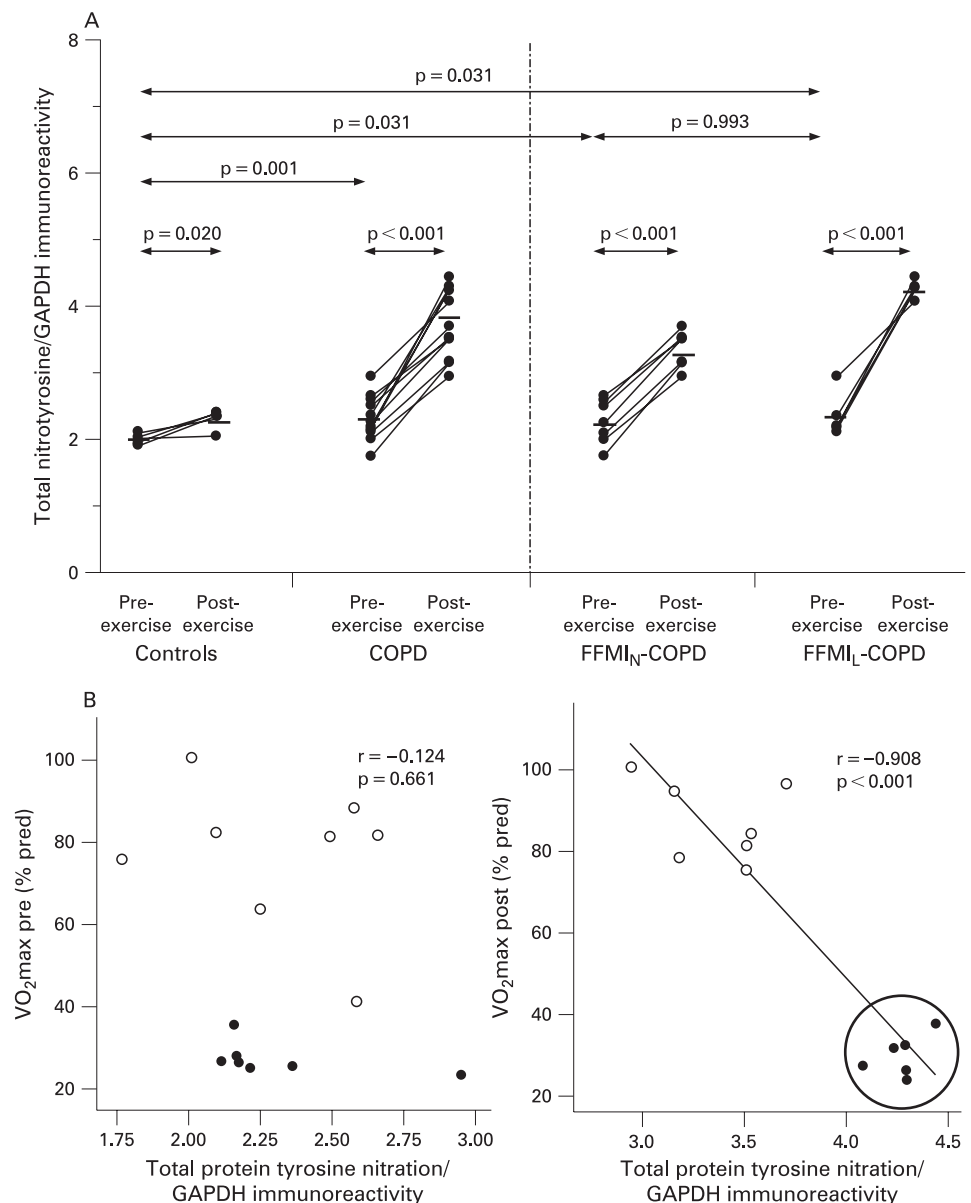 A
8
p = 0.031
p = 0.031
p = 0.993
p = 0.001
6
p = 0.020
p < 0.001
p < 0.001
p < 0.001
4
2
0
Total nitrotyrosine/GAPDH immunoreactivity
Pre-
exercise
Post-
exercise
Pre-
exercise
Post-
exercise
Pre-
exercise
Post-
exercise
Pre-
exercise
Post-
exercise
Controls
COPD
FFMI_N-COPD
FFMI_L-COPD
B
r = –0.124
p = 0.661
100
80
60
40
20
VO₂max pre (% pred)
1.75 2.00 2.25 2.50 2.75 3.00
Total protein tyrosine nitration/
GAPDH immunoreactivity
r = –0.908
p < 0.001
100
80
60
40
20
VO₂max post (% pred)
3.0 3.5 4.0 4.5
Total protein tyrosine nitration/
GAPDH immunoreactivity